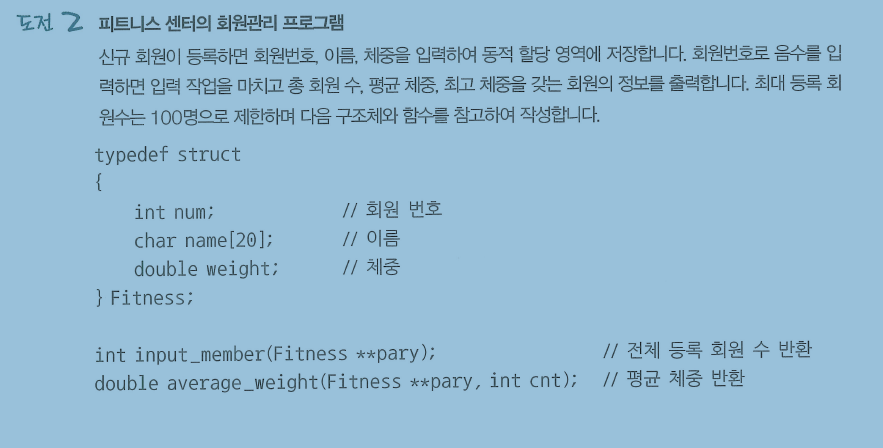 도전 2 피트니스 센터의 회원관리 프로그램
신규 회원이 등록하면 회원번호, 이름, 체중을 입력하여 동적 할당 영역에 저장합니다. 회원번호로 음수를 입
력하면 입력 작업을 마치고 총 회원 수, 평균 체중, 최고 체중을 갖는 회원의 정보를 출력합니다. 최대 등록 회
원수는 100명으로 제한하며 다음 구조체와 함수를 참고하여 작성합니다.
typedef struct
{
    int num;    // 회원 번호
    char name[20];    // 이름
    double weight;    // 체중
} Fitness;
int input_member(Fitness **pary);    // 전체 등록 회원 수 반환
double average_weight(Fitness **pary, int cnt);    // 평균 체중 반환